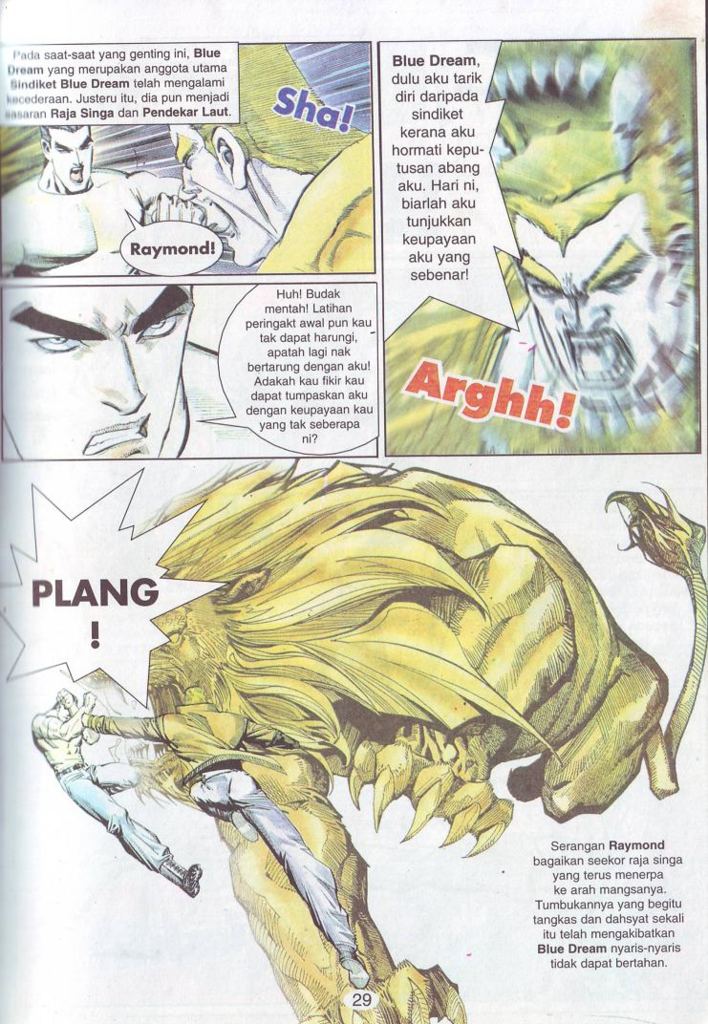 Pada saat-saat yang genting ini, Blue
Dream yang merupakan anggota utama
Sindiket Blue Dream telah mengalami
kecederaan. Justeru itu, dia pun menjadi
sasaran Raja Singa dan Pendekar Laut.
Sha!
Raymond!
Blue Dream,
dulu aku tarik
diri daripada
sindiket
kerana aku
hormati kepu-
tusan abang
aku. Hari ni,
biarlah aku
tunjukkan
keupayaan
aku yang
sebenar!
Arghh!
Huh! Budak
mentah! Latihan
peringakt awal pun kau
tak dapat harungi,
apatah lagi nak
bertarung dengan aku!
Adakah kau fikir kau
dapat tumpaskan aku
dengan keupayaan kau
yang tak seberapa
ni?
PLANG
!
Serangan Raymond
bagaikan seekor raja singa
yang terus menerpa
ke arah mangsanya.
Tumbukannya yang begitu
tangkas dan dahsyat sekali
itu telah mengakibatkan
Blue Dream nyaris-nyaris
tidak dapat bertahan.
29